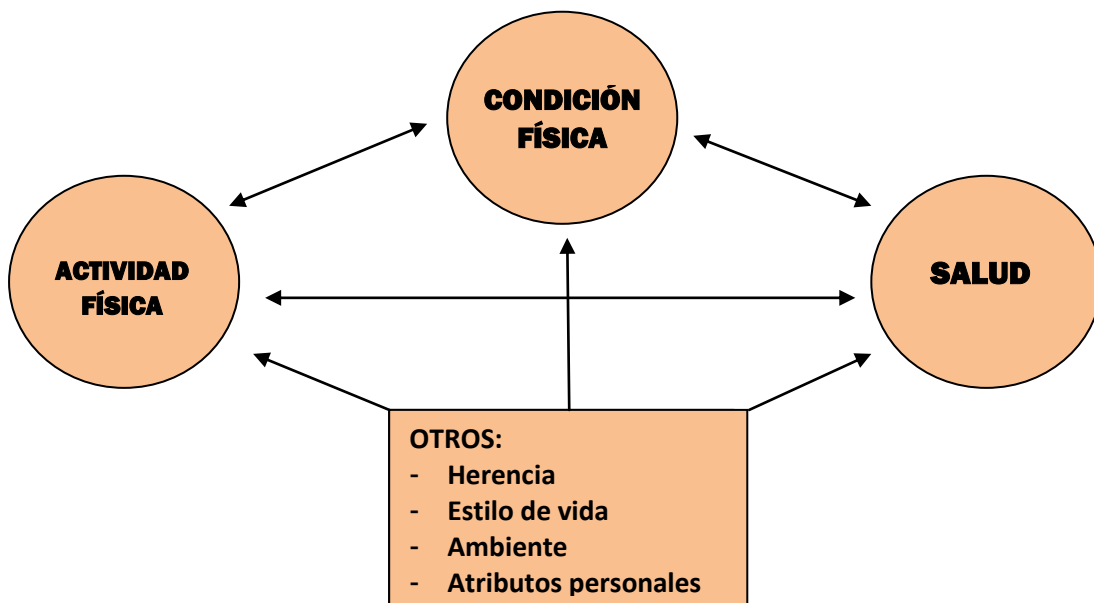 CONDICIÓN
FÍSICA
ACTIVIDAD
FÍSICA
SALUD
OTROS:
- Herencia
- Estilo de vida
- Ambiente
- Atributos personales